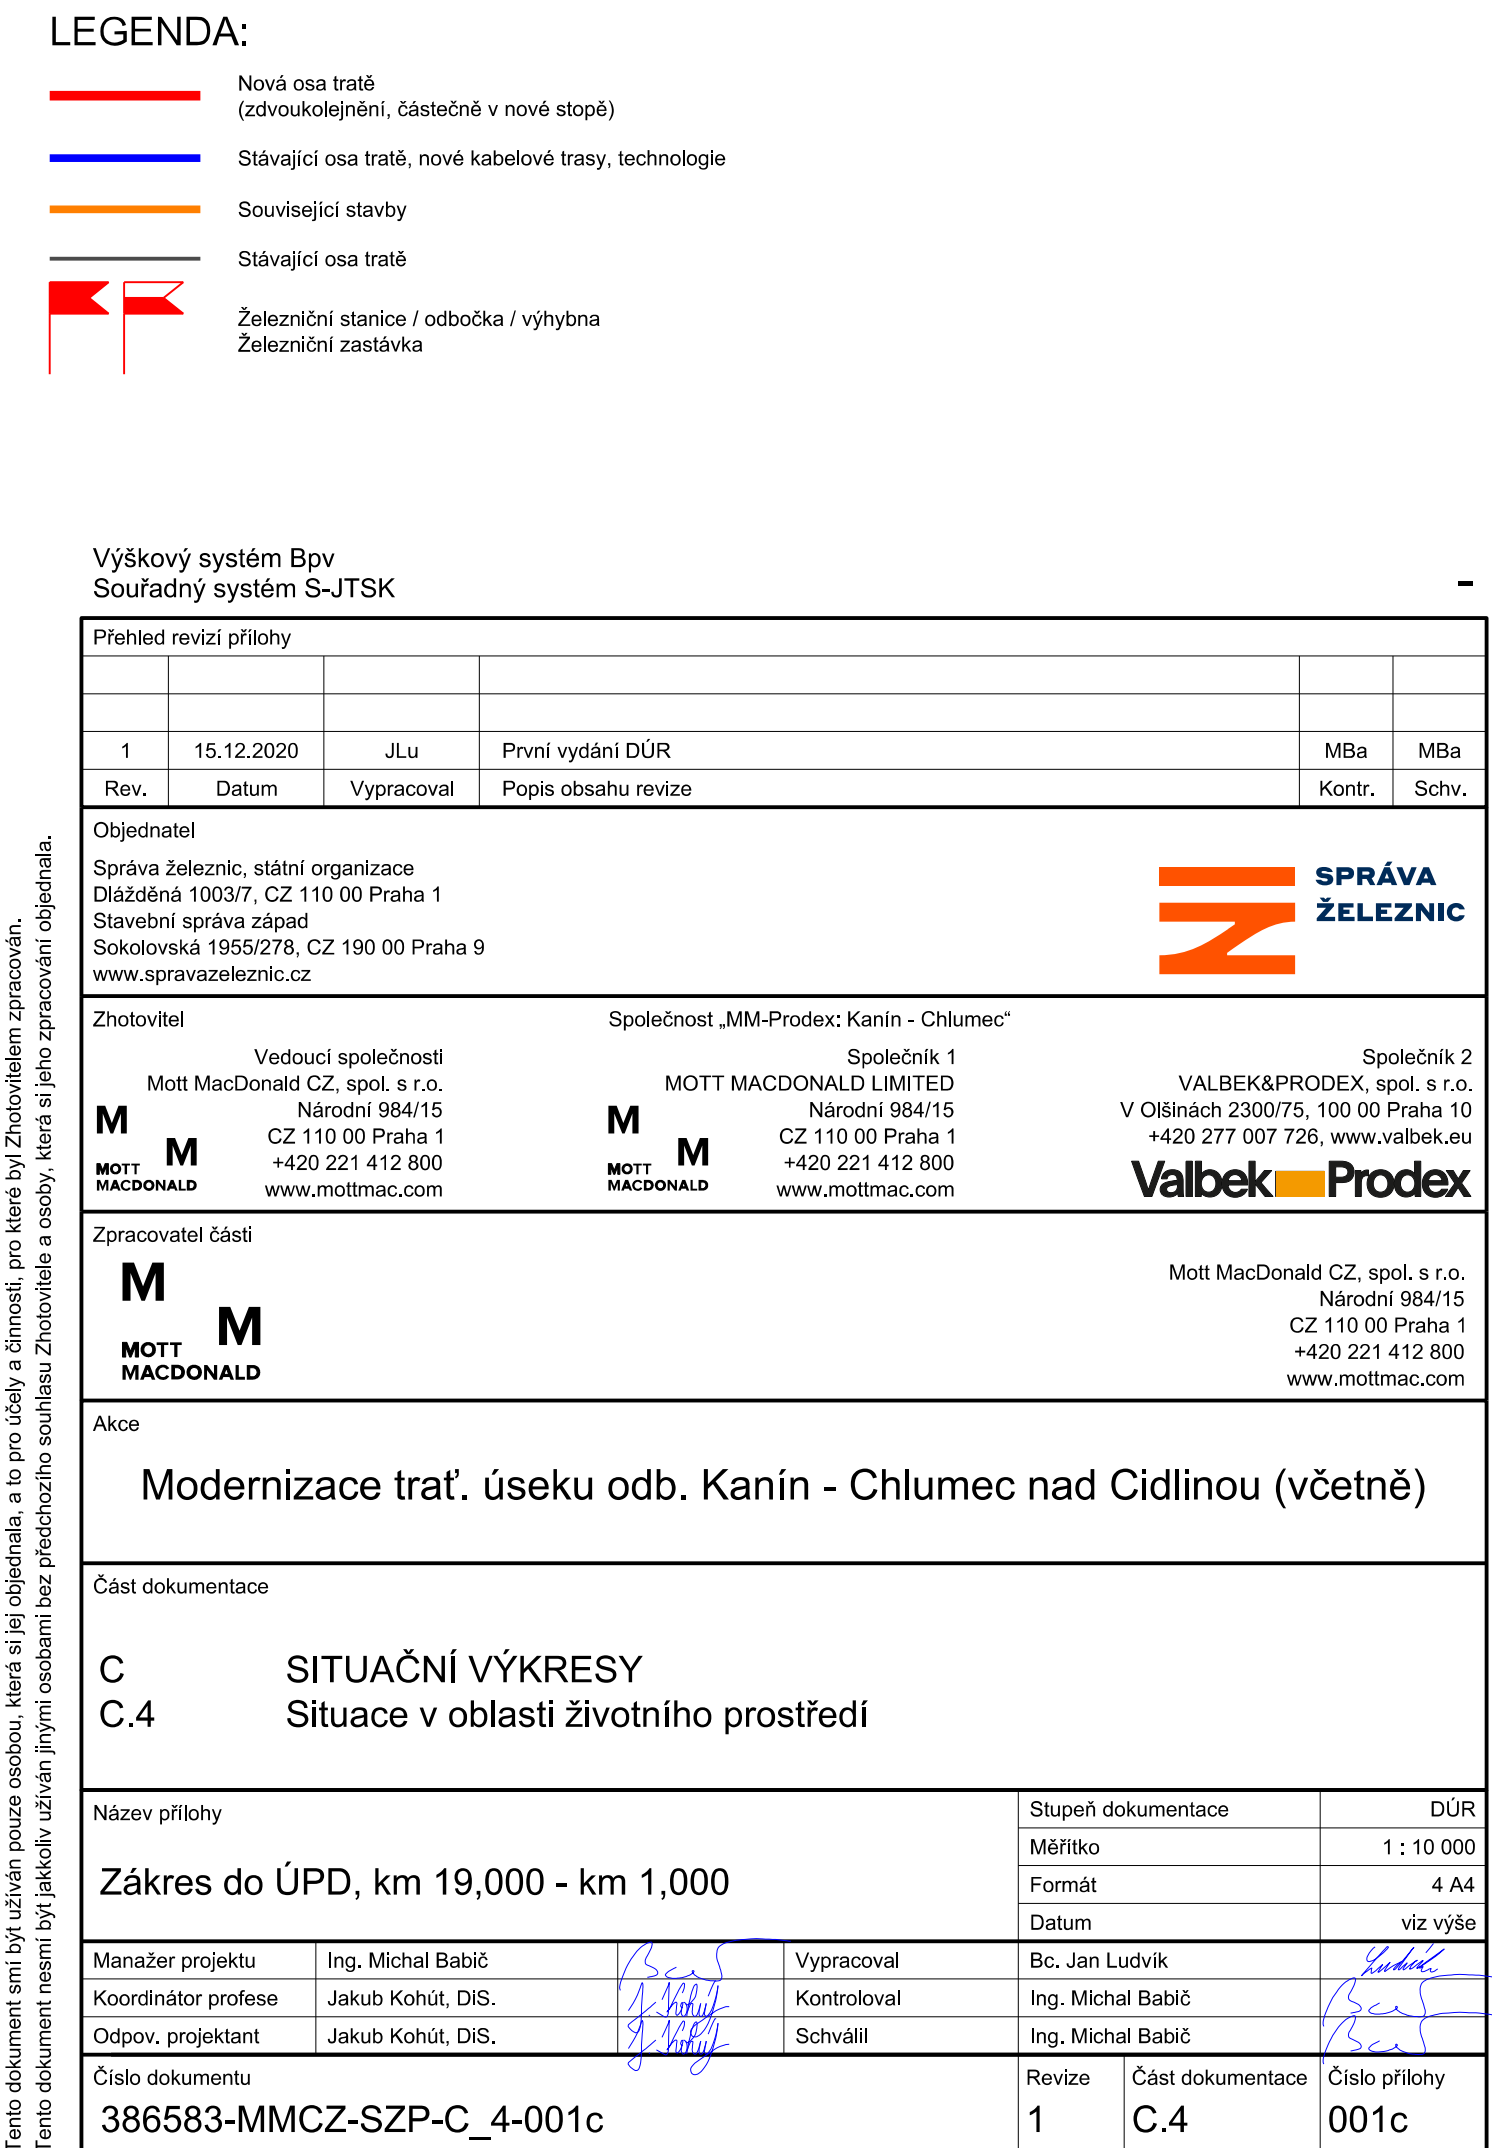 LEGENDA:
Nová osa tratě
(zdvoukolejnění, částečně v nové stopě)
Stávající osa tratě, nové kabelové trasy, technologie
Související stavby
Stávající osa tratě
Železniční stanice / odbočka / výhybna
Železniční zastávka
Výškový systém Bpv
Souřadný systém S-JTSK
-
Přehled revizí přílohy
1 15.12.2020 JLu První vydání DÚR MBa MBa
Rev. Datum Vypracoval Popis obsahu revize Kontr. Schv.
Objednatel
Správa železnic, státní organizace
Dlážděná 1003/7, CZ 110 00 Praha 1
Stavební správa západ
Sokolovská 1955/278, CZ 190 00 Praha 9
www.spravazeleznic.cz
SPRÁVA
ŽELEZNIC
Zhotovitel
Společnost „MM-Prodex: Kanín - Chlumec“
Vedoucí společnosti
Mott MacDonald CZ, spol. s r.o.
Národní 984/15
CZ 110 00 Praha 1
+420 221 412 800
www.mottmac.com
M
M
MOTT
MACDONALD
Společník 1
MOTT MACDONALD LIMITED
Národní 984/15
CZ 110 00 Praha 1
+420 221 412 800
www.mottmac.com
M
M
MOTT
MACDONALD
Společník 2
VALBEK&PRODEX, spol. s r.o.
V Olšinách 2300/75, 100 00 Praha 10
+420 277 007 726, www.valbek.eu
Valbek Prodex
Zpracovatel části
M
M
MOTT
MACDONALD
Mott MacDonald CZ, spol. s r.o.
Národní 984/15
CZ 110 00 Praha 1
+420 221 412 800
www.mottmac.com
Akce
Modernizace trať. úseku odb. Kanín - Chlumec nad Cidlinou (včetně)
Část dokumentace
C SITUAČNÍ VÝKRESY
C.4 Situace v oblasti životního prostředí
Název přílohy
Zákres do ÚPD, km 19,000 - km 1,000
Stupeň dokumentace DÚR
Měřítko 1 : 10 000
Formát 4 A4
Datum viz výše
Manažer projektu Ing. Michal Babič Vypracoval Bc. Jan Ludvík
Koordinátor profese Jakub Kohút, DiS. J. Kohút Kontroloval Ing. Michal Babič
Odpov. projektant Jakub Kohút, DiS. J. Kohút Schválil Ing. Michal Babič
Číslo dokumentu
386583-MMCZ-SZP-C_4-001c
Revize
1
Část dokumentace
C.4
Číslo přílohy
001c
Tento dokument smí být užíván pouze osobou, která si jej objednala, a to pro účely a činnosti, pro které byl Zhotovitelem zpracován.
Tento dokument nesmí být jakkoliv užíván jinými osobami bez předchozího souhlasu Zhotovitele a osoby, která si jeho zpracování objednala.